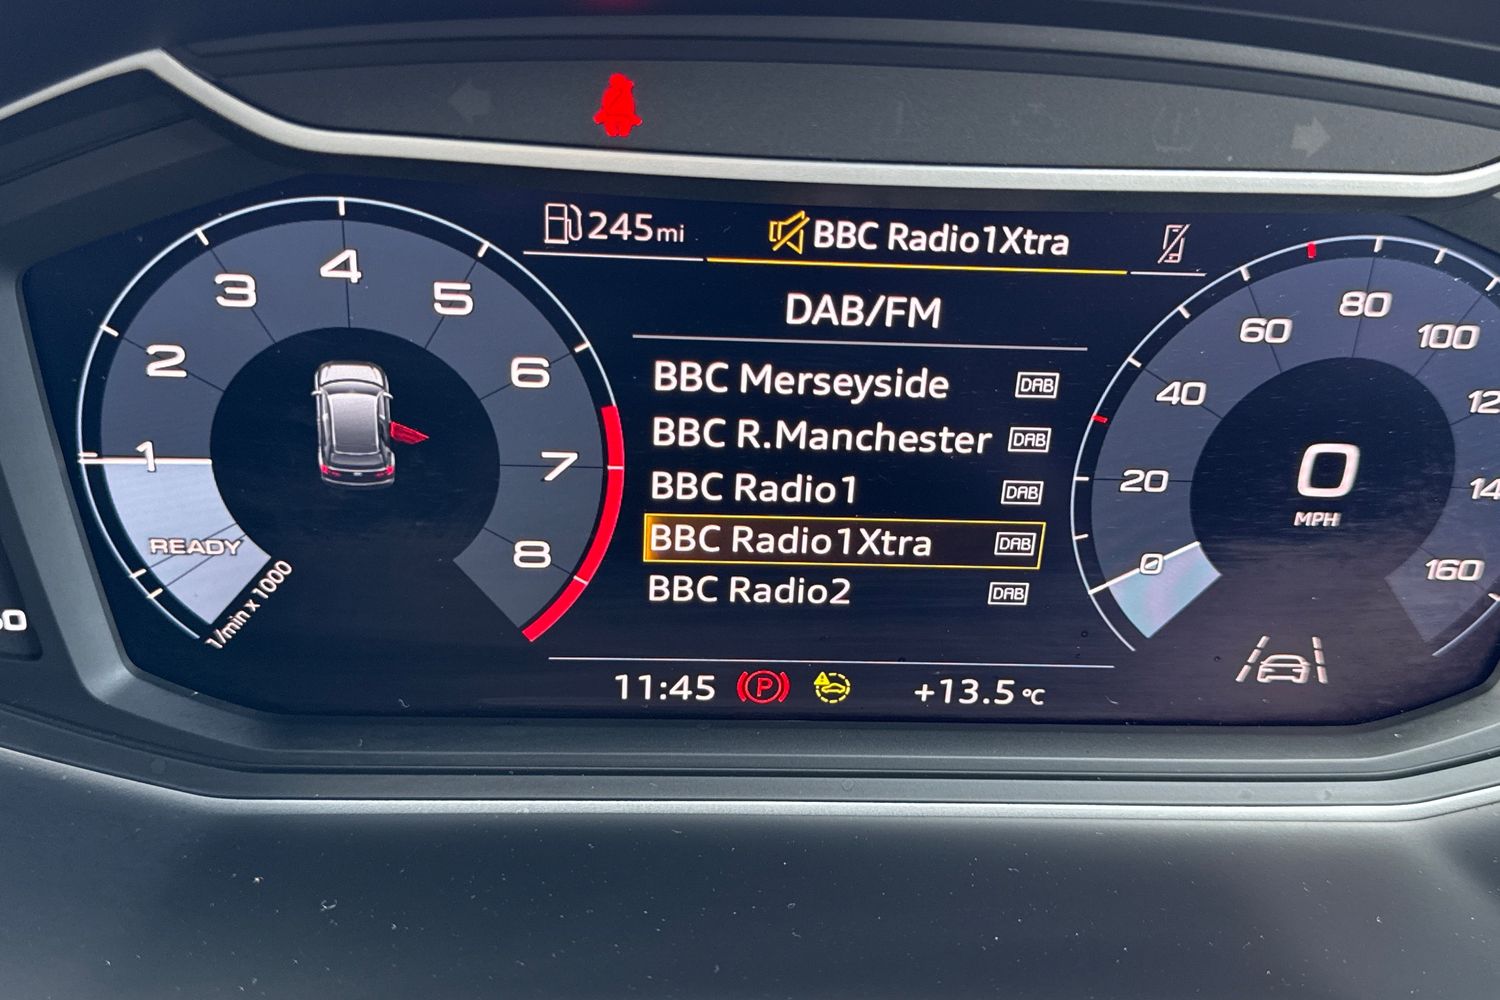 245mi
BBC Radio1Xtra
DAB/FM
BBC Merseyside DAB
BBC R.Manchester DAB
BBC Radio1 DAB
BBC Radio1Xtra DAB
BBC Radio2 DAB
11:45
P
+13.5°C
1
2
3
4
5
6
7
8
READY
1/min x 1000
0
20
40
60
80
100
160
0
MPH